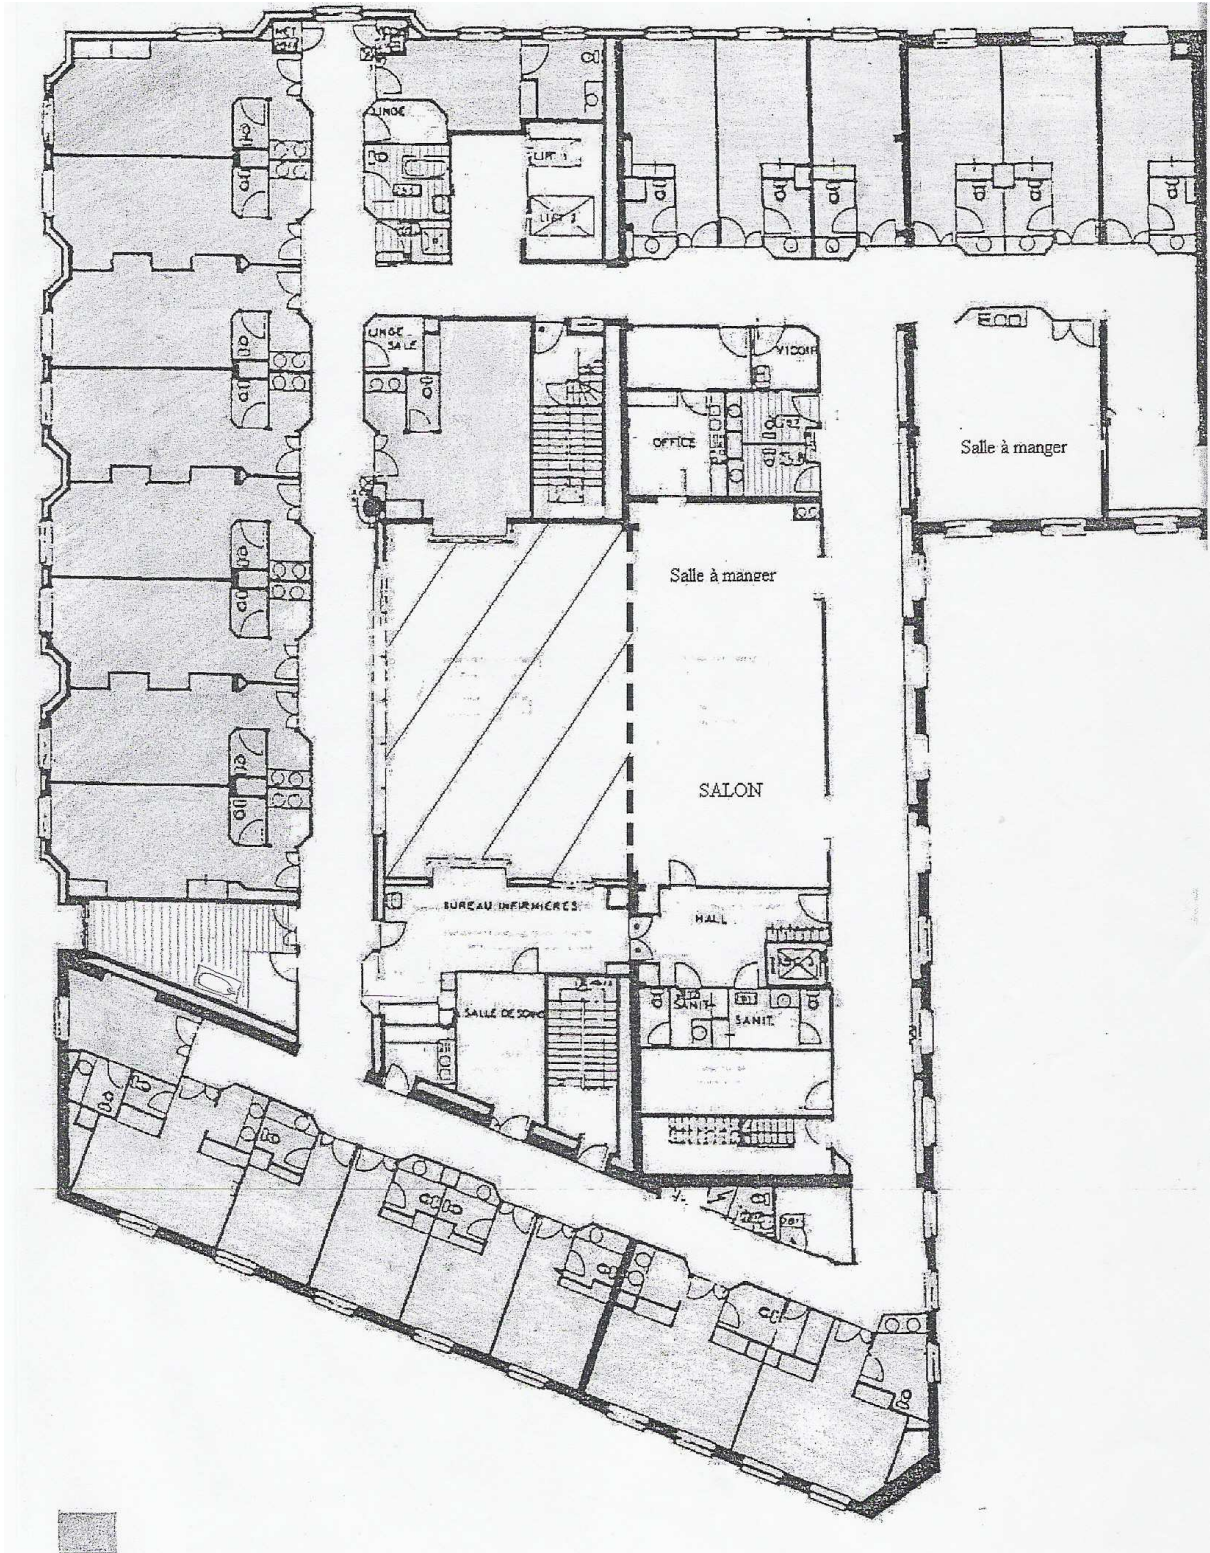 LINGE
LIFT 1
LIFT 2
LINGE
SALE
VIDOIR
OFFICE
Salle à manger
Salle à manger
SALON
BUREAU INFIRMIÈRES
HALL
SALLE DE SOINS
SANIT.
SANIT.